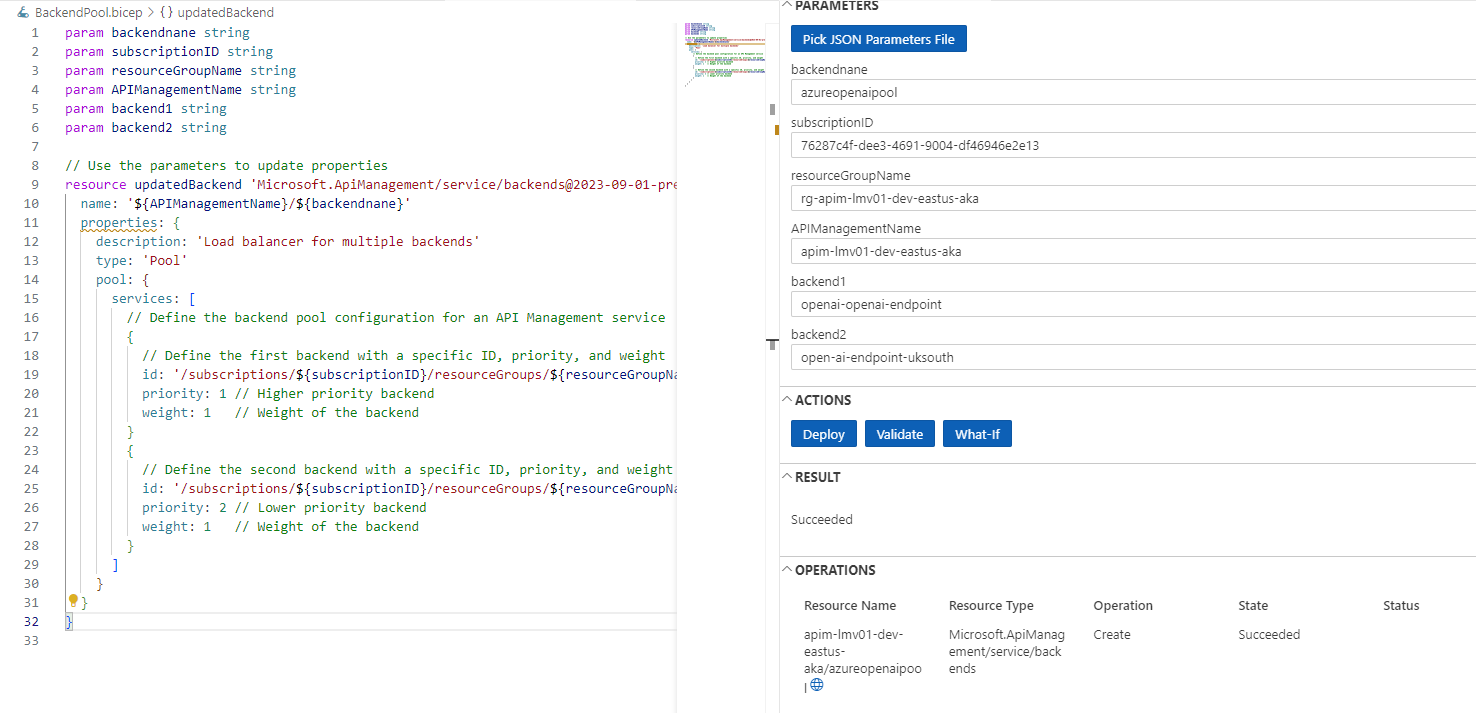 BackendPool.bicep > {} updatedBackend
1 param backendnane string
2 param subscriptionID string
3 param resourceGroupName string
4 param APIManagementName string
5 param backend1 string
6 param backend2 string
7
8 // Use the parameters to update properties
9 resource updatedBackend 'Microsoft.ApiManagement/service/backends@2023-09-01-pre
10 name: '${APIManagementName}/${backendnane}'
11 properties: {
12 description: 'Load balancer for multiple backends'
13 type: 'Pool'
14 pool: {
15 services: [
16 // Define the backend pool configuration for an API Management service
17 {
18 // Define the first backend with a specific ID, priority, and weight
19 id: '/subscriptions/${subscriptionID}/resourceGroups/${resourceGroupNa
20 priority: 1 // Higher priority backend
21 weight: 1 // Weight of the backend
22 }
23 {
24 // Define the second backend with a specific ID, priority, and weight
25 id: '/subscriptions/${subscriptionID}/resourceGroups/${resourceGroupNa
26 priority: 2 // Lower priority backend
27 weight: 1 // Weight of the backend
28 }
29 ]
30 }
31 }
32 }
33
PARAMETERS
Pick JSON Parameters File
backendnane
azureopenaipool
subscriptionID
76287c4f-dee3-4691-9004-df46946e2e13
resourceGroupName
rg-apim-lmv01-dev-eastus-aka
APIManagementName
apim-lmv01-dev-eastus-aka
backend1
openai-openai-endpoint
backend2
open-ai-endpoint-uksouth
ACTIONS
Deploy Validate What-If
RESULT
Succeeded
OPERATIONS
Resource Name Resource Type Operation State Status
apim-lmv01-dev- Microsoft.ApiManag Create Succeeded
eastus- ement/service/back
aka/azureopenaipoo ends
l